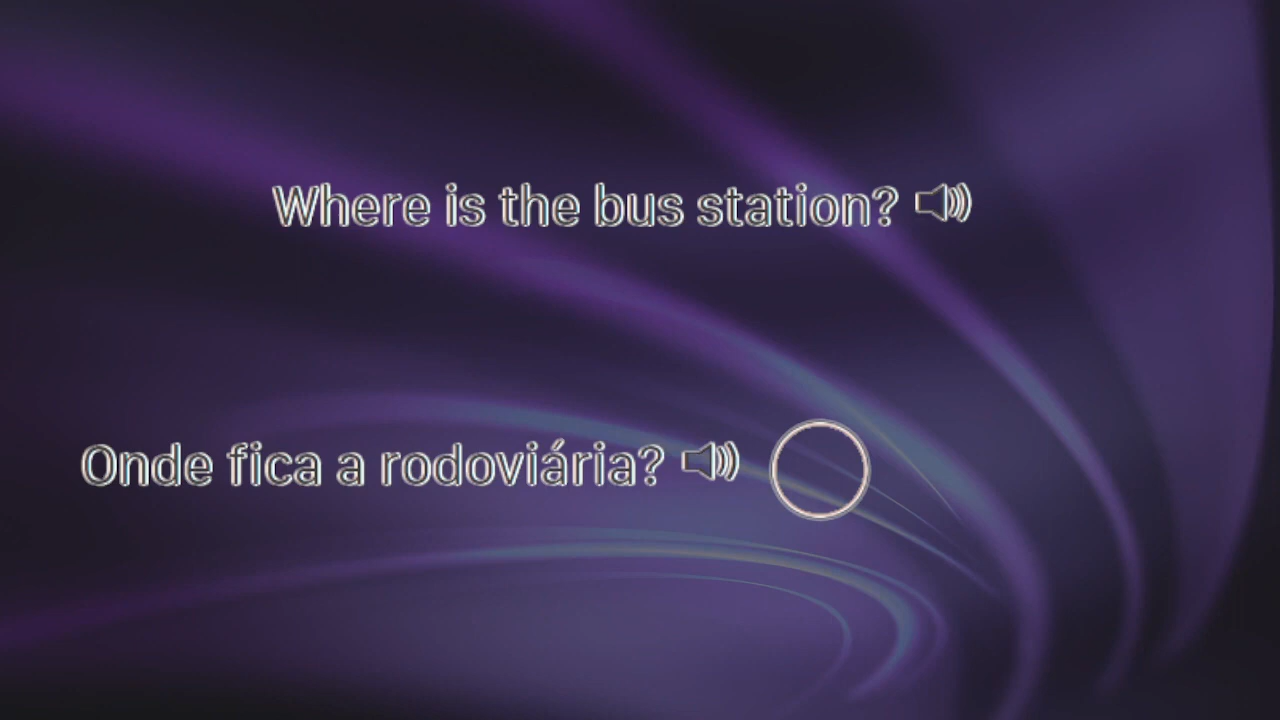 Where is the bus station?
Onde fica a rodoviária?